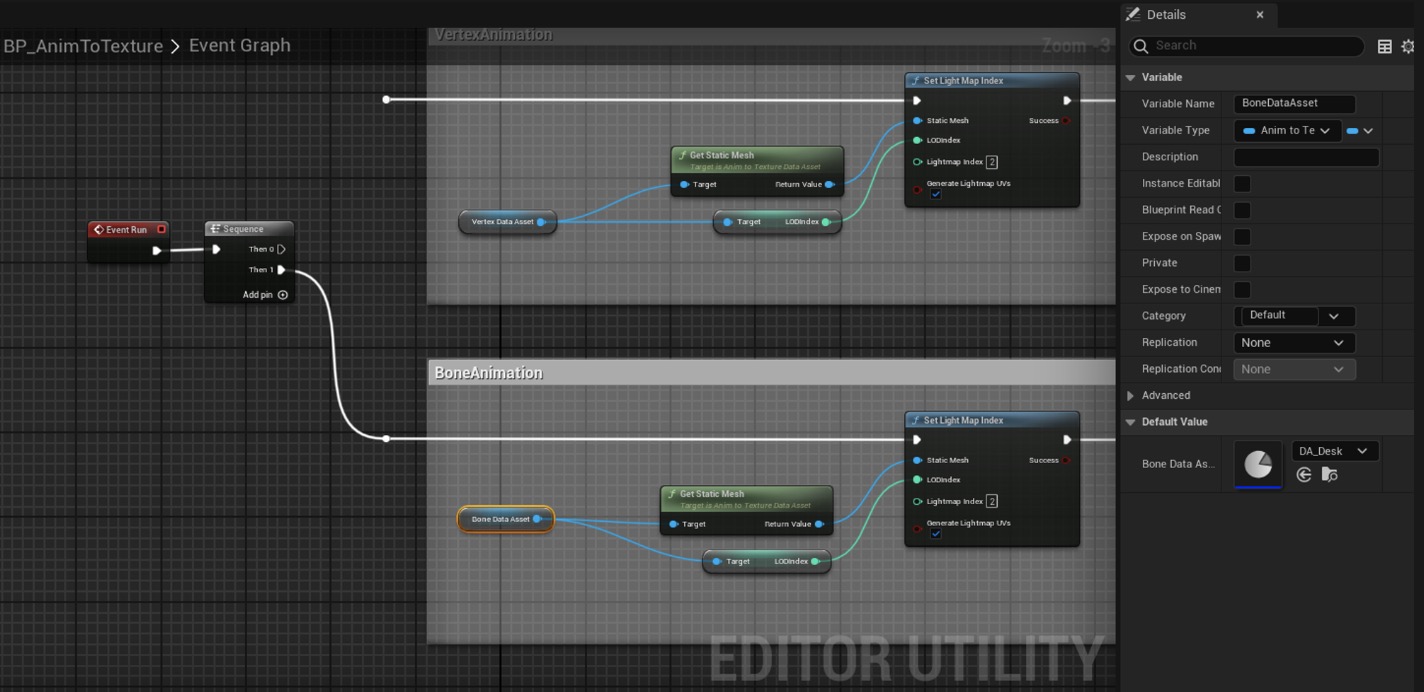 BP_AnimToTexture > Event Graph
VertexAnimation
Zoom -3
Set Light Map Index
Static Mesh
Success
LODIndex
Lightmap Index 2
Generate Lightmap UVs
Get Static Mesh
Target is Anim to Texture Data Asset
Target
Return Value
Vertex Data Asset
Target
LODIndex
Event Run
Sequence
Then 0
Then 1
Add pin
BoneAnimation
Set Light Map Index
Static Mesh
Success
LODIndex
Lightmap Index 2
Generate Lightmap UVs
Get Static Mesh
Target is Anim to Texture Data Asset
Target
Return Value
Bone Data Asset
Target
LODIndex
EDITOR UTILITY
Details
Search
Variable
Variable Name BoneDataAsset
Variable Type Anim to Te
Description
Instance Editabl
Blueprint Read C
Expose on Spaw
Private
Expose to Cinem
Category Default
Replication None
Replication Con None
Advanced
Default Value
Bone Data As... DA_Desk